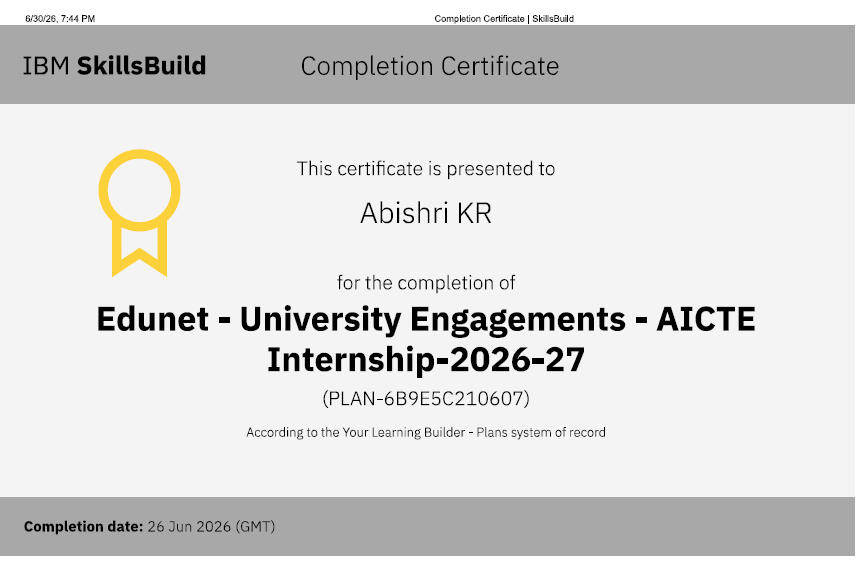 6/30/26, 7:44 PM Completion Certificate | SkillsBuild
IBM SkillsBuild Completion Certificate
This certificate is presented to
Abishri KR
for the completion of
Edunet - University Engagements - AICTE
Internship-2026-27
(PLAN-6B9E5C210607)
According to the Your Learning Builder - Plans system of record
Completion date: 26 Jun 2026 (GMT)